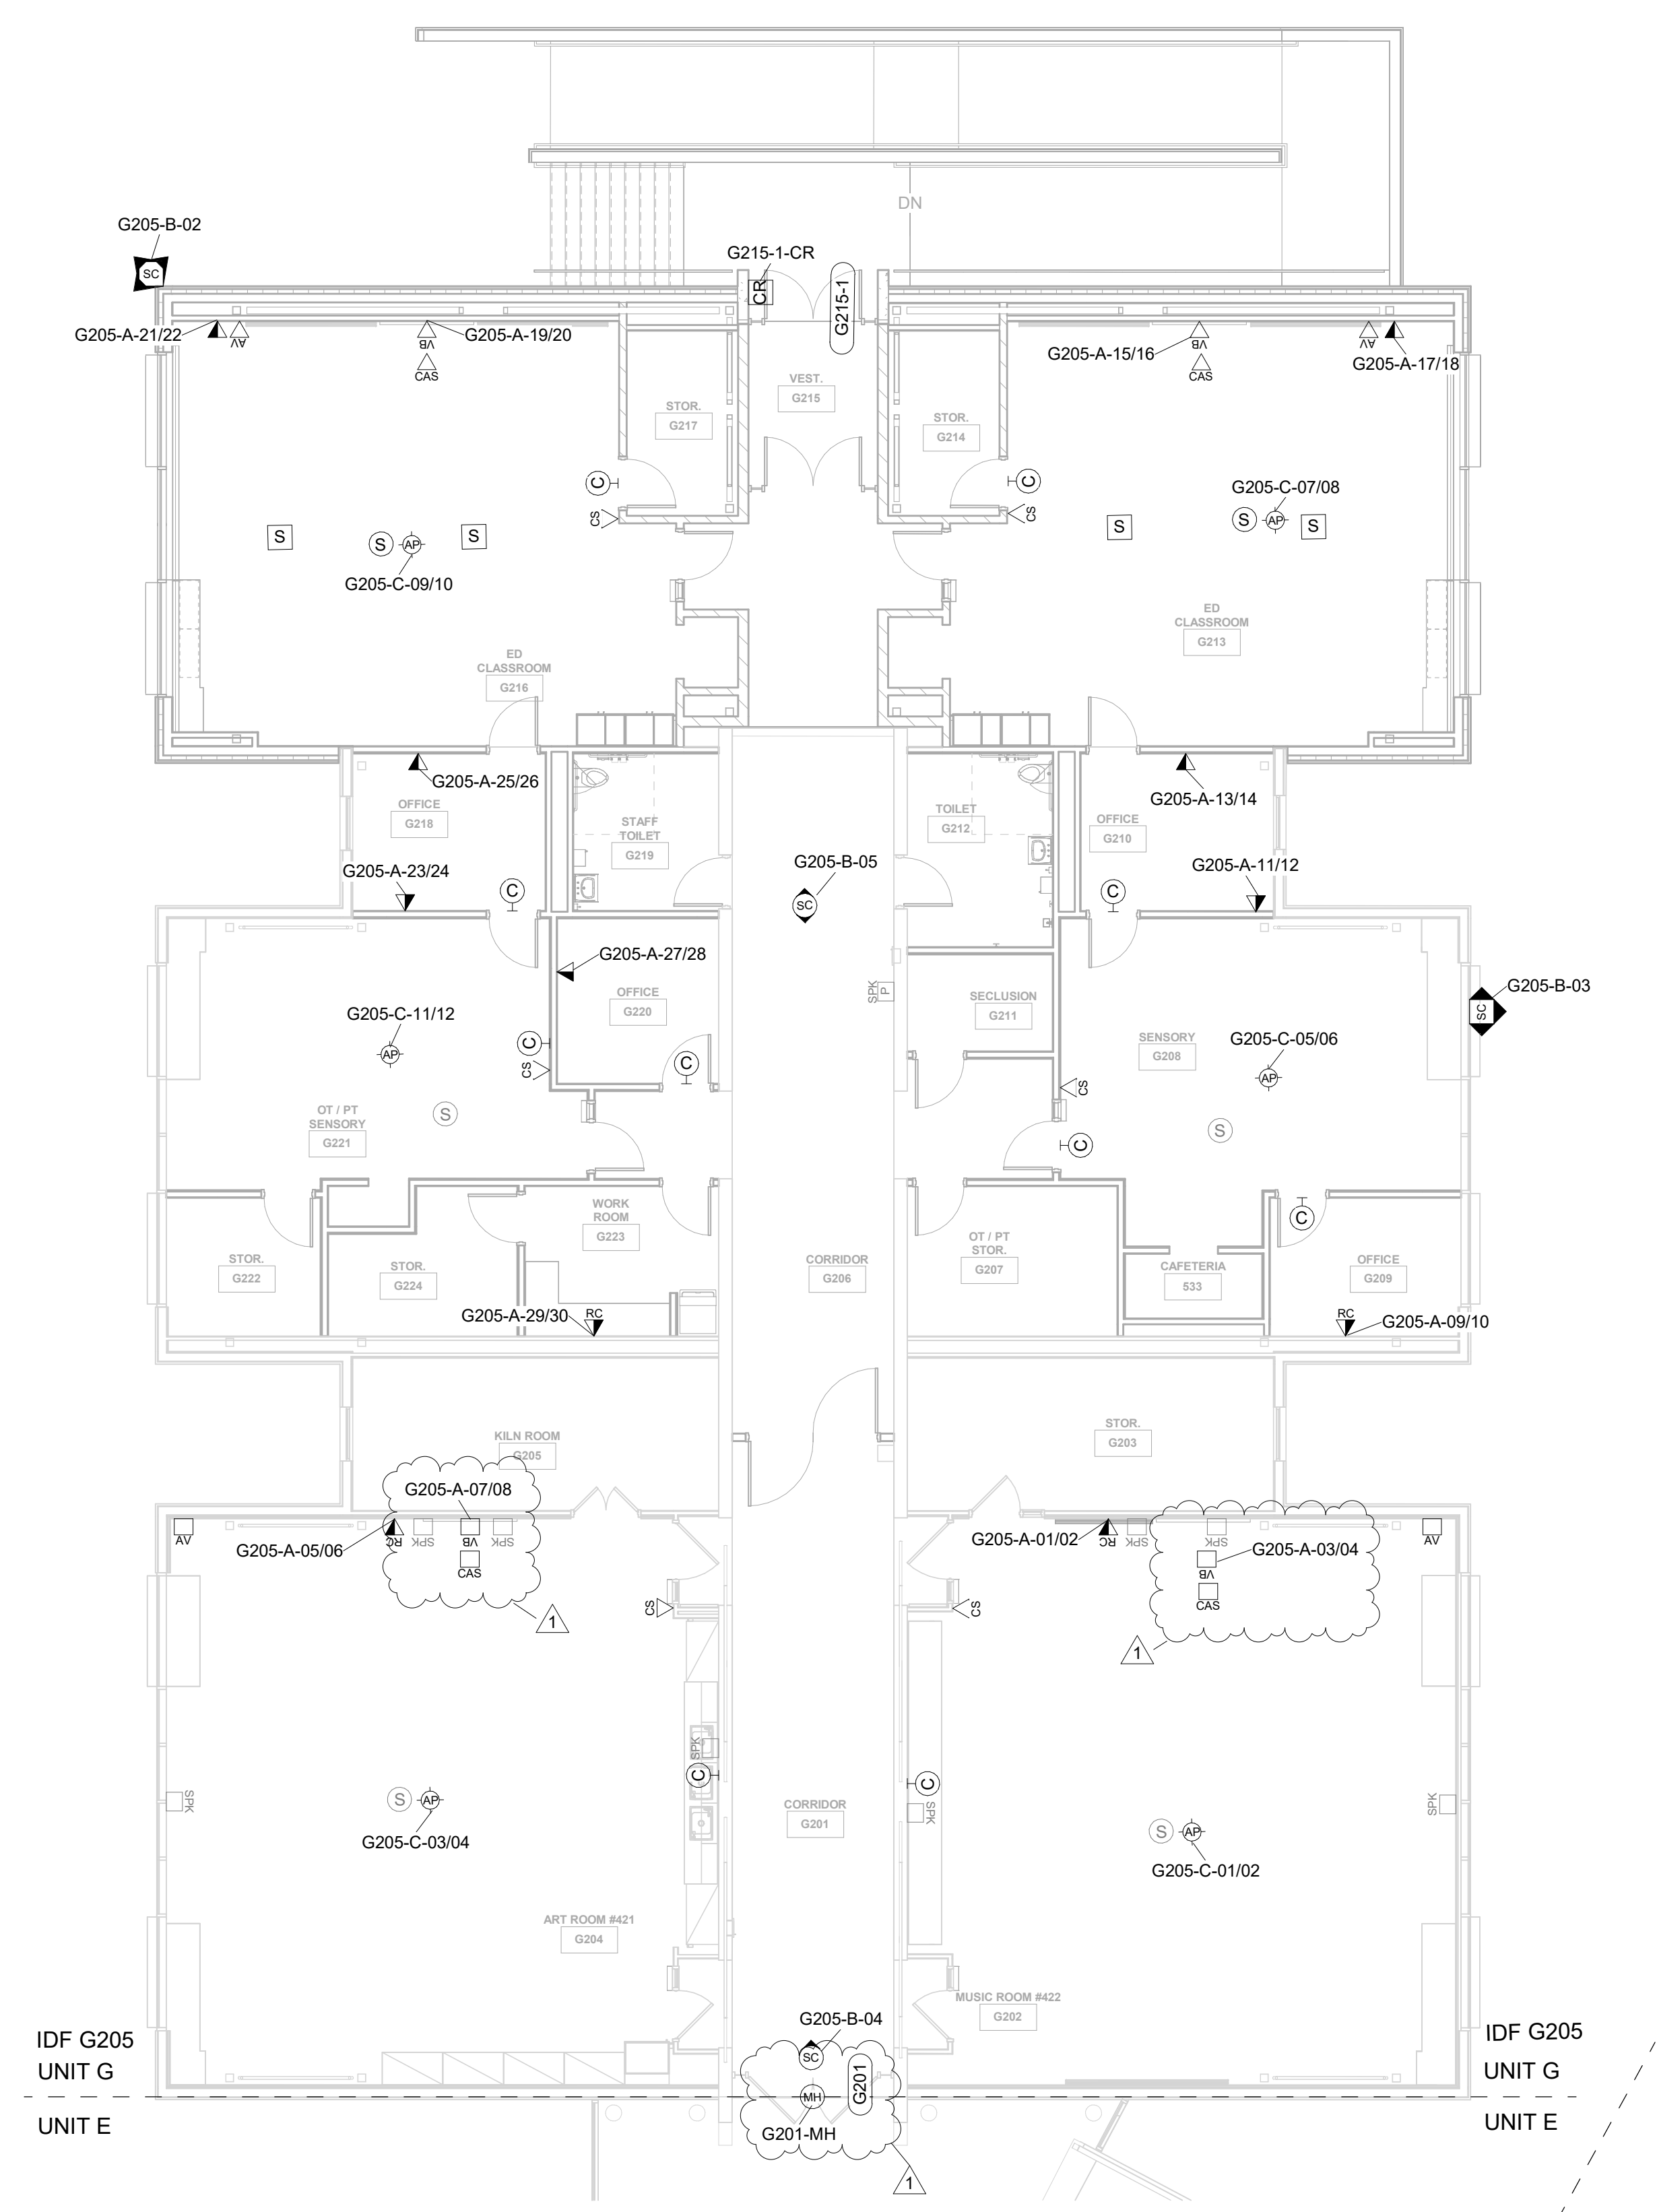 DN
G205-B-02
SC
G215-1-CR
CR
G215-1
G205-A-21/22
AV
VB
G205-A-19/20
CAS
G205-A-15/16
VB
CAS
AV
G205-A-17/18
VEST.
G215
STOR.
G217
STOR.
G214
C
CS
C
CS
S
S
AP
S
G205-C-09/10
G205-C-07/08
S
S
AP
S
ED
CLASSROOM
G216
ED
CLASSROOM
G213
G205-A-25/26
OFFICE
G218
G205-A-23/24
C
STAFF
TOILET
G219
TOILET
G212
G205-A-13/14
OFFICE
G210
G205-A-11/12
C
G205-B-05
SC
G205-A-27/28
OFFICE
G220
C
CS
C
SPK
P
SECLUSION
G211
G205-B-03
SC
G205-C-11/12
AP
S
OT / PT
SENSORY
G221
SENSORY
G208
G205-C-05/06
AP
S
CS
C
STOR.
G222
STOR.
G224
WORK
ROOM
G223
G205-A-29/30
RC
CORRIDOR
G206
OT / PT
STOR.
G207
CAFETERIA
533
C
OFFICE
G209
RC
G205-A-09/10
KILN ROOM
G205
STOR.
G203
G205-A-07/08
AV
G205-A-05/06
RC
SPK
VB
SPK
CAS
1
CS
G205-A-01/02
RC
SPK
SPK
G205-A-03/04
VB
CAS
AV
1
CS
SPK
C
SPK
S
AP
G205-C-03/04
C
SPK
SPK
CORRIDOR
G201
S
AP
G205-C-01/02
ART ROOM #421
G204
MUSIC ROOM #422
G202
G205-B-04
SC
G201
MH
G201-MH
1
IDF G205
UNIT G
UNIT E
IDF G205
UNIT G
UNIT E